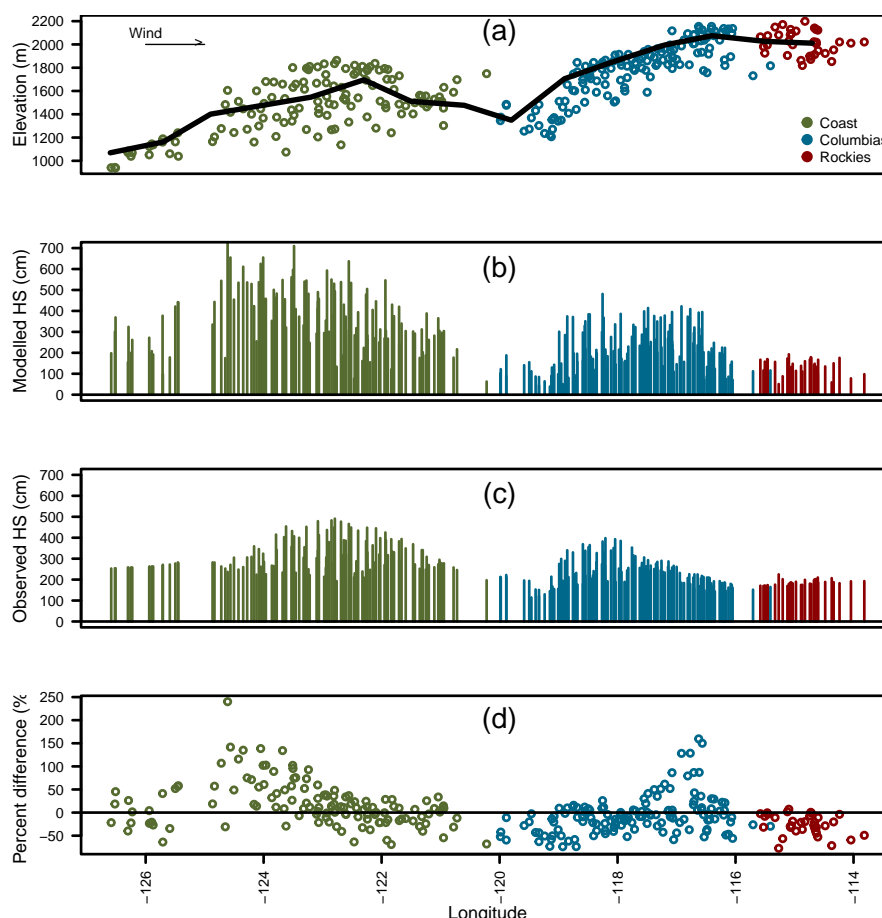 (a)
Wind
Elevation (m)
2200
2000
1800
1600
1400
1200
1000
Coast
Columbias
Rockies
(b)
Modelled HS (cm)
700
600
500
400
300
200
100
0
(c)
Observed HS (cm)
700
600
500
400
300
200
100
0
(d)
Percent difference (%
250
200
150
100
50
0
−50
−126
−124
−122
−120
−118
−116
−114
Longitude